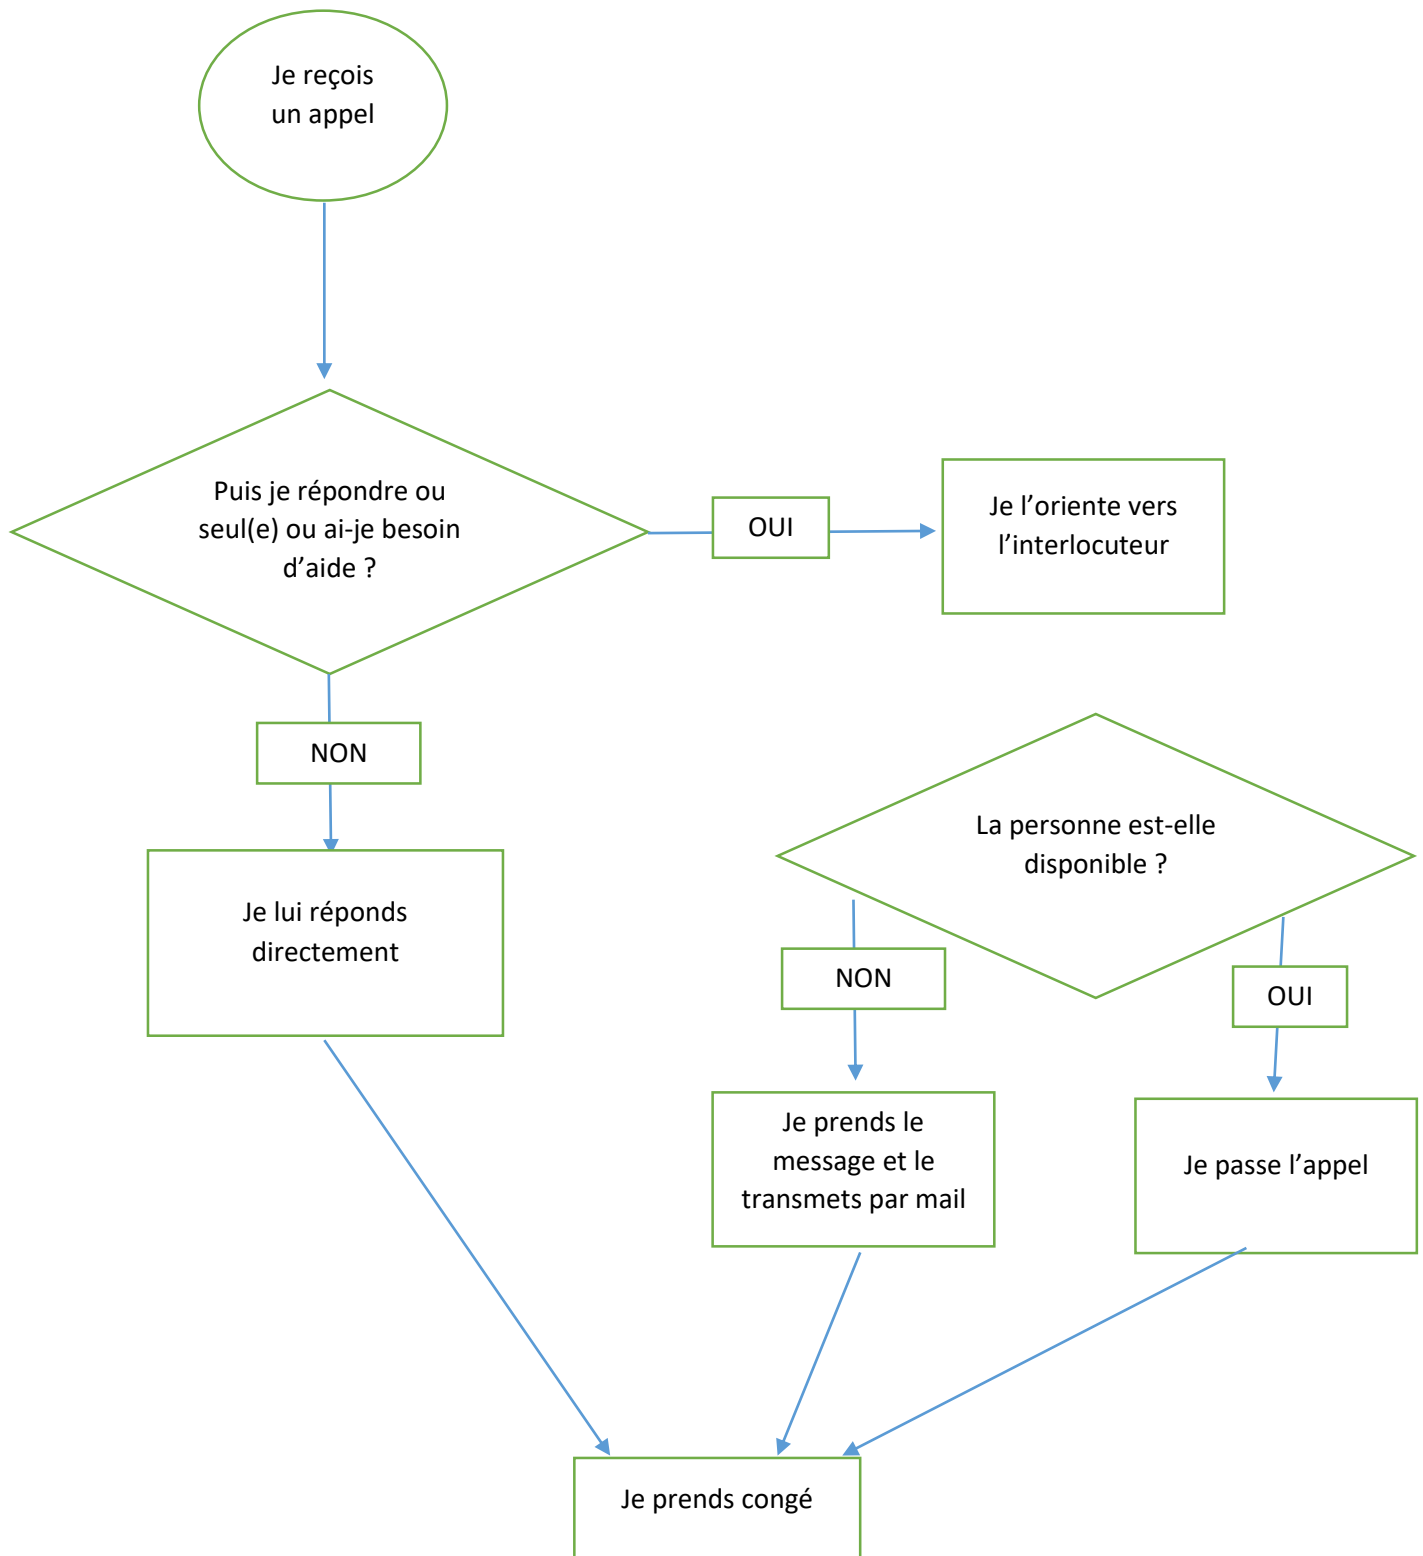 Je reçois
un appel
Puis je répondre ou
seul(e) ou ai-je besoin
d’aide ?
OUI
Je l’oriente vers
l’interlocuteur
NON
La personne est-elle
disponible ?
Je lui réponds
directement
NON
OUI
Je prends le
message et le
transmets par mail
Je passe l’appel
Je prends congé